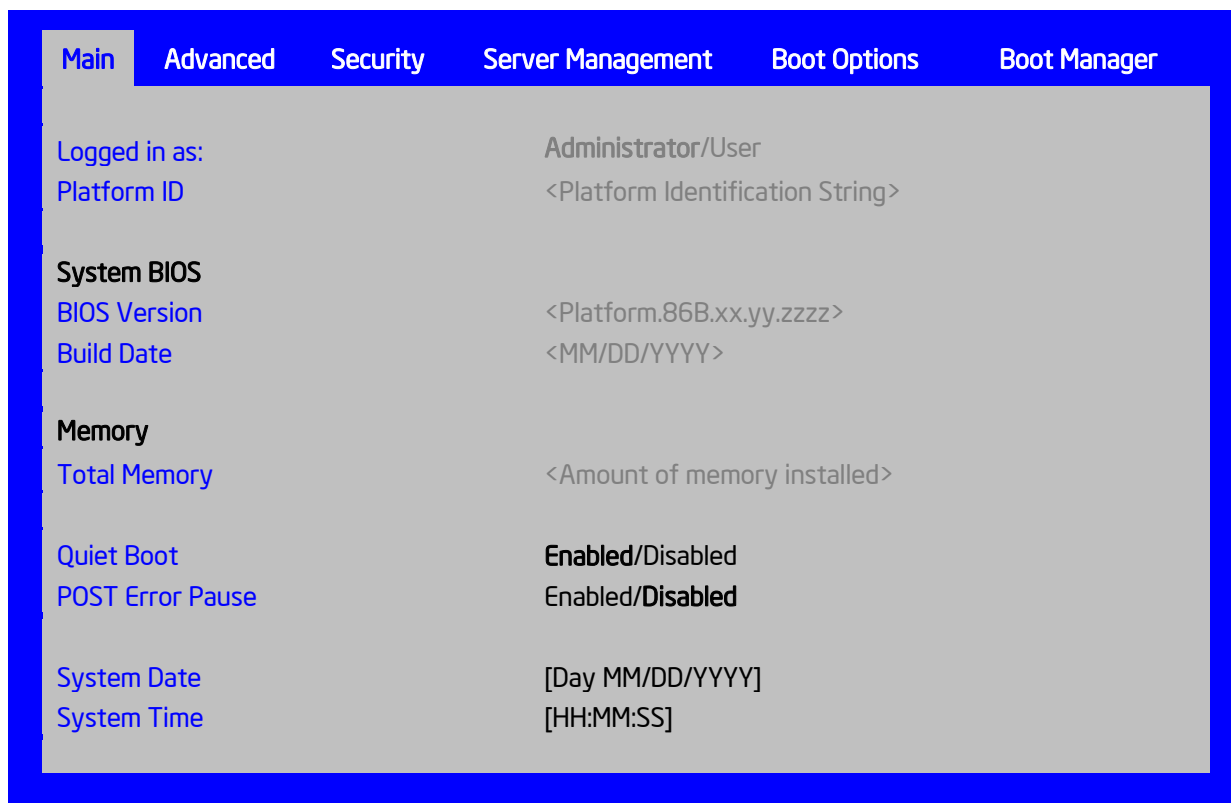 Main Advanced Security Server Management Boot Options Boot Manager
Logged in as: Administrator/User
Platform ID <Platform Identification String>
System BIOS
BIOS Version <Platform.86B.xx.yy.zzzz>
Build Date <MM/DD/YYYY>
Memory
Total Memory <Amount of memory installed>
Quiet Boot Enabled/Disabled
POST Error Pause Enabled/Disabled
System Date [Day MM/DD/YYYY]
System Time [HH:MM:SS]